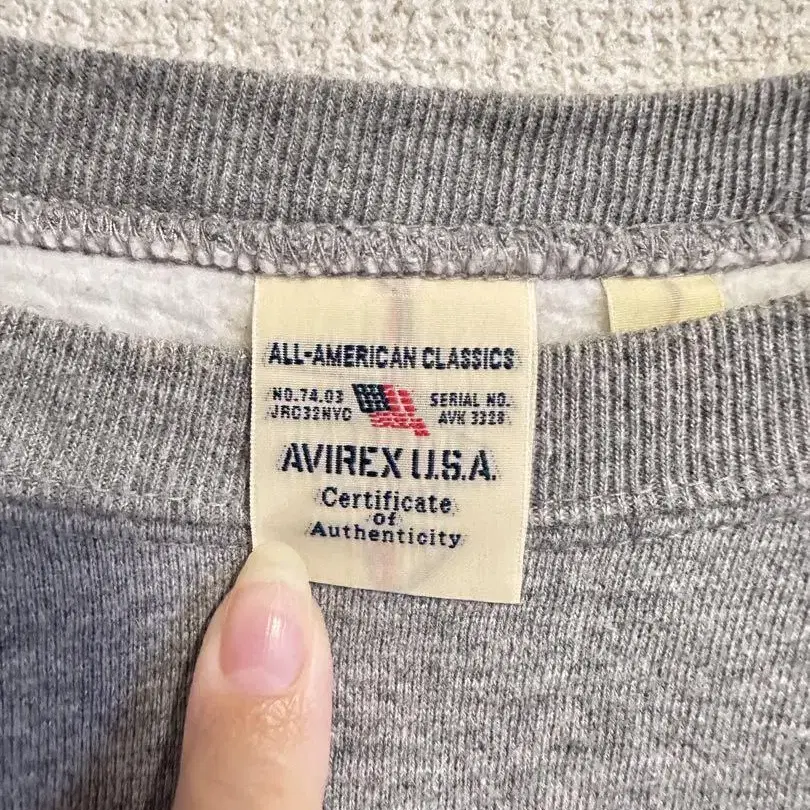 ALL-AMERICAN CLASSICS
NO.74.03
JRC32NYC
SERIAL NO.
AVK 3328
AVIREX U.S.A.
Certificate
of
Authenticity